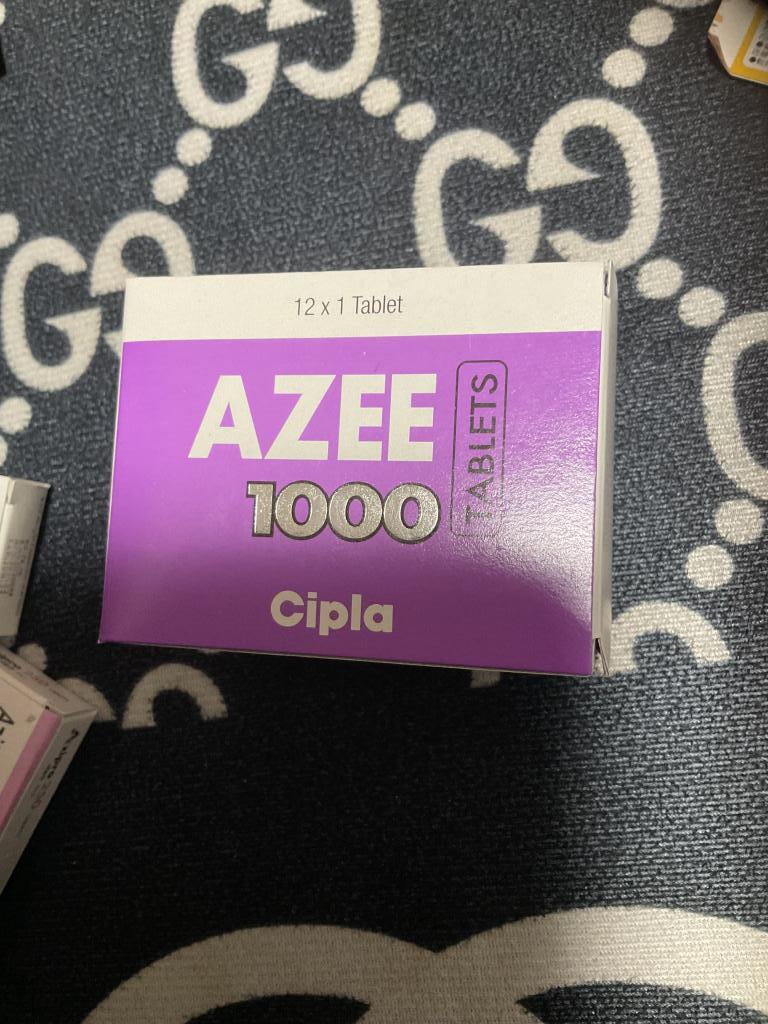 12 x 1 Tablet
AZEE
1000
TABLETS
Cipla